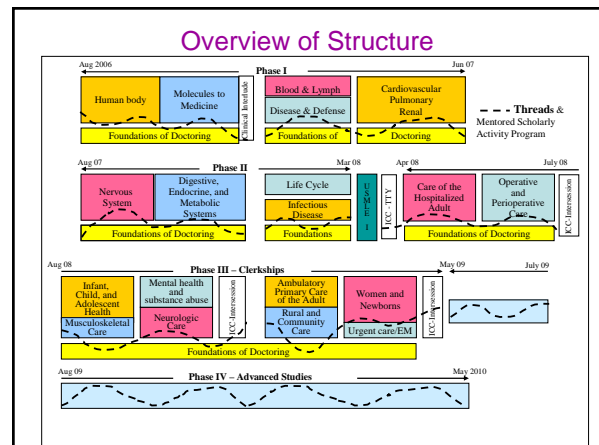 Overview of Structure
Aug 2006
Jun 07
Phase I
Human body
Molecules to
Medicine
Clinical Interlude
Blood & Lymph
Disease & Defense
Cardiovascular
Pulmonary
Renal
Threads &
Mentored Scholarly
Activity Program
Foundations of Doctoring
Foundations of
Doctoring
Aug 07
Mar 08
Apr 08
July 08
Phase II
Nervous
System
Digestive,
Endocrine, and
Metabolic
Systems
Life Cycle
Infectious
Disease
USMLE I
ICC - TTY
Care of the
Hospitalized
Adult
Operative
and
Perioperative
Care
ICC-Intersession
Foundations of Doctoring
Foundations
Foundations of Doctoring
Aug 08
May 09
July 09
Phase III – Clerkships
Infant,
Child, and
Adolescent
Health
Musculoskeletal
Care
Mental health
and
substance abuse
Neurologic
Care
ICC-Intersession
Ambulatory
Primary Care
of the Adult
Rural and
Community
Care
Women and
Newborns
Urgent care/EM
ICC-Intersession
Foundations of Doctoring
Aug 09
May 2010
Phase IV – Advanced Studies